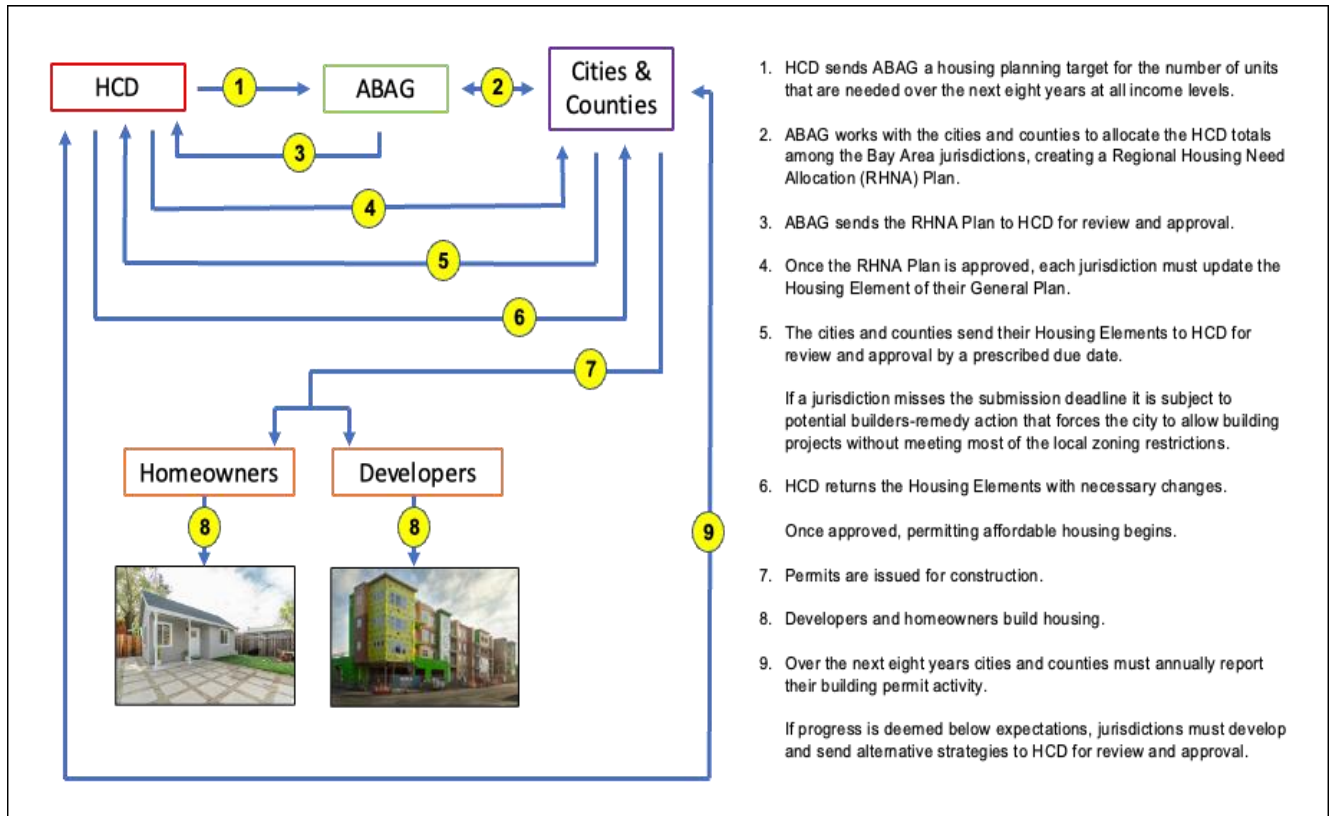 HCD
1
ABAG
2
Cities &
Counties
3
4
5
6
7
Homeowners
Developers
8
8
9
1. HCD sends ABAG a housing planning target for the number of units
that are needed over the next eight years at all income levels.
2. ABAG works with the cities and counties to allocate the HCD totals
among the Bay Area jurisdictions, creating a Regional Housing Need
Allocation (RHNA) Plan.
3. ABAG sends the RHNA Plan to HCD for review and approval.
4. Once the RHNA Plan is approved, each jurisdiction must update the
Housing Element of their General Plan.
5. The cities and counties send their Housing Elements to HCD for
review and approval by a prescribed due date.
If a jurisdiction misses the submission deadline it is subject to
potential builders-remedy action that forces the city to allow building
projects without meeting most of the local zoning restrictions.
6. HCD returns the Housing Elements with necessary changes.
Once approved, permitting affordable housing begins.
7. Permits are issued for construction.
8. Developers and homeowners build housing.
9. Over the next eight years cities and counties must annually report
their building permit activity.
If progress is deemed below expectations, jurisdictions must develop
and send alternative strategies to HCD for review and approval.